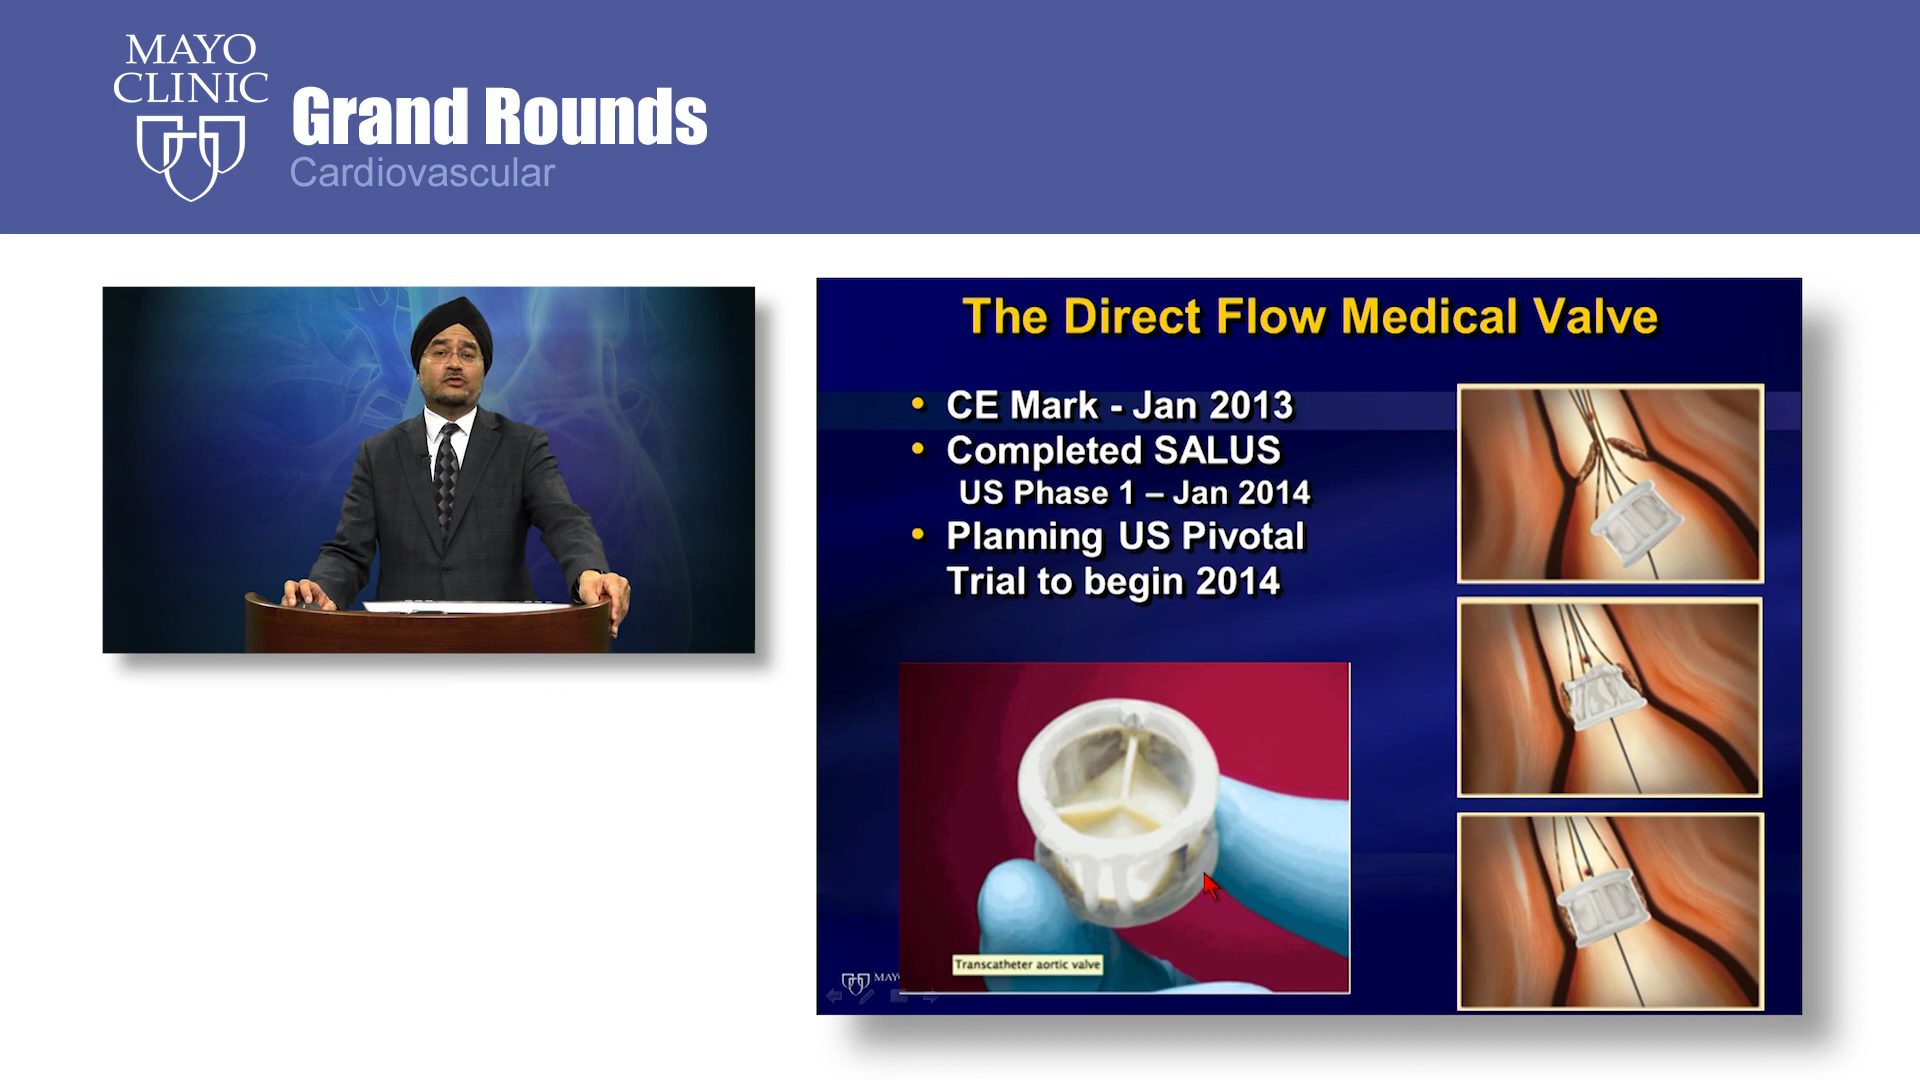 MAYO
CLINIC
Grand Rounds
Cardiovascular
The Direct Flow Medical Valve
• CE Mark - Jan 2013
• Completed SALUS
US Phase 1 – Jan 2014
• Planning US Pivotal
Trial to begin 2014
Transcatheter aortic valve